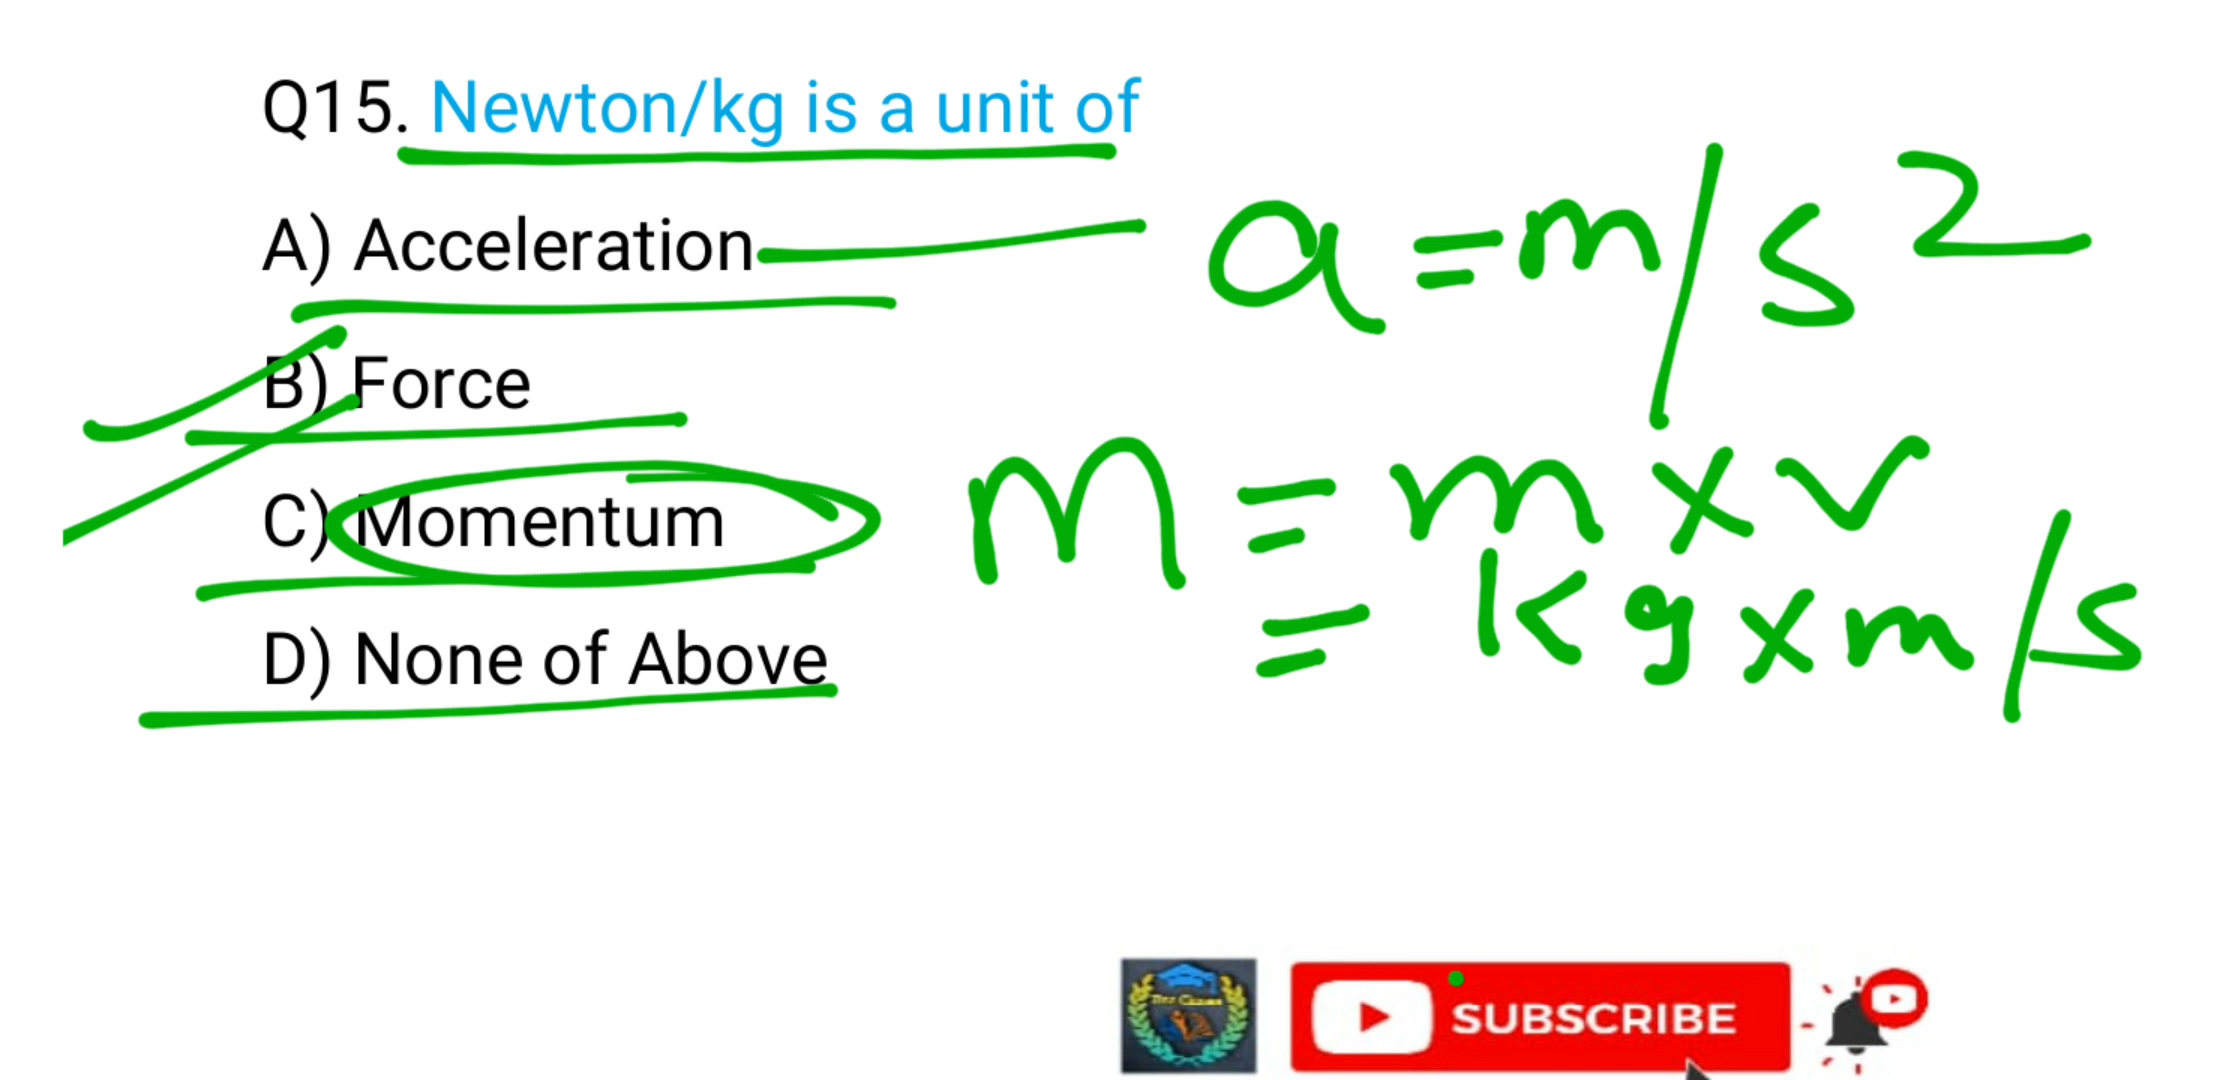 Q15. Newton/kg is a unit of
A) Acceleration
a = m/s²
B) Force
C) Momentum
M = m x v
= kg x m/s
D) None of Above
SUBSCRIBE